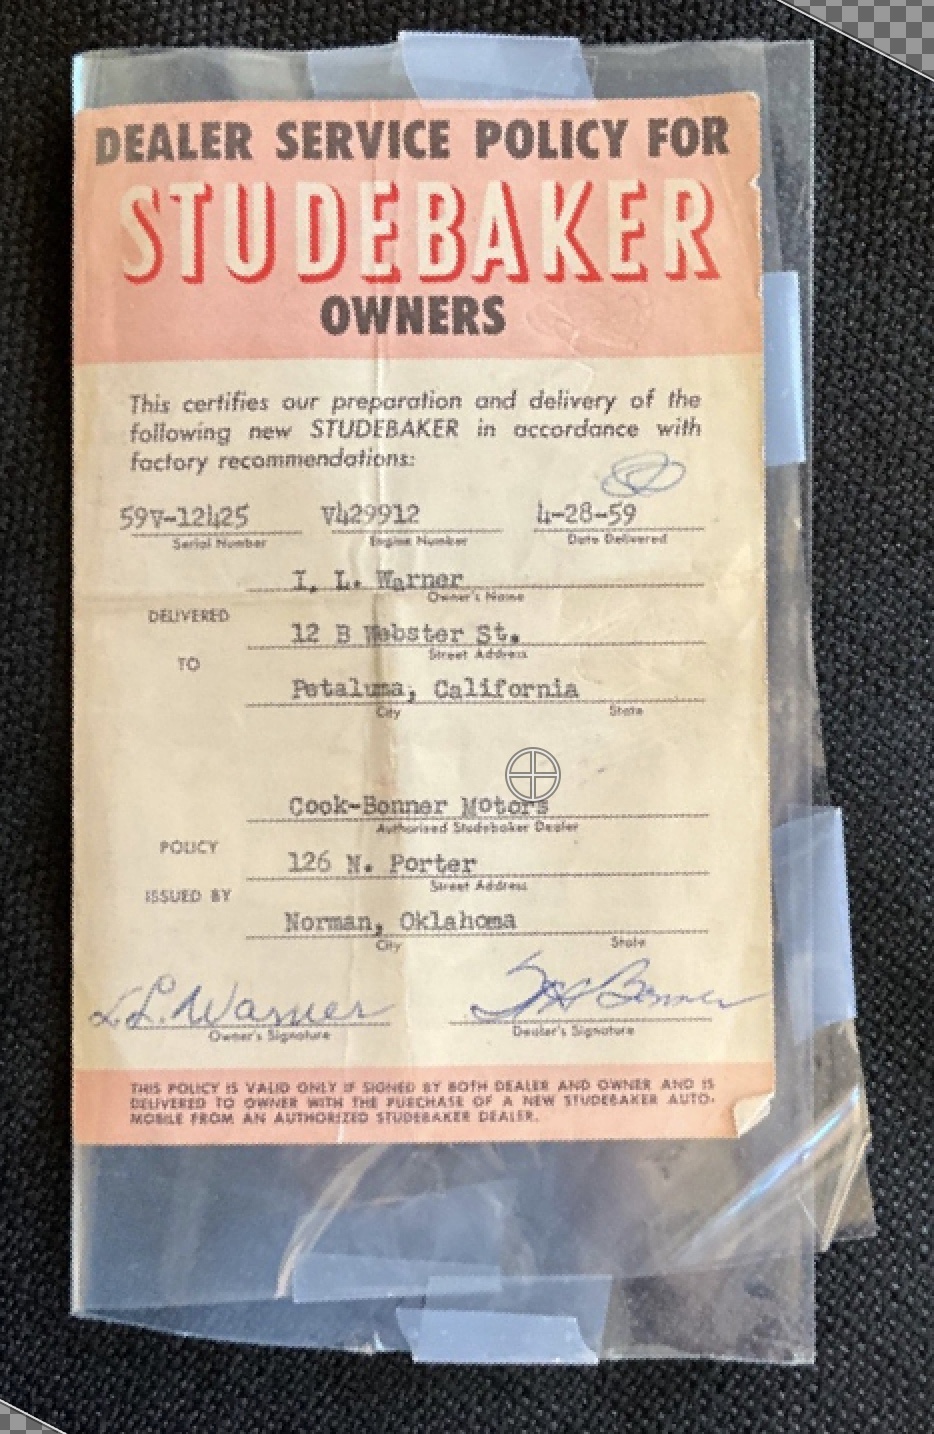 DEALER SERVICE POLICY FOR
STUDEBAKER
OWNERS
This certifies our preparation and delivery of the
following new STUDEBAKER in accordance with
factory recommendations:
59V-12425 V429912 4-28-59
Serial Number Engine Number Date Delivered
I. L. Warner
Owner's Name
DELIVERED
12 B Webster St.
Street Address
TO
Petaluma, California
City State
Cook-Bonner Motors
Authorized Studebaker Dealer
POLICY
126 N. Porter
Street Address
ISSUED BY
Norman, Oklahoma
City State
L. Warner Bonner
Owner's Signature Dealer's Signature
THIS POLICY IS VALID ONLY IF SIGNED BY BOTH DEALER AND OWNER AND IS
DELIVERED TO OWNER WITH THE PURCHASE OF A NEW STUDEBAKER AUTO-
MOBILE FROM AN AUTHORIZED STUDEBAKER DEALER.